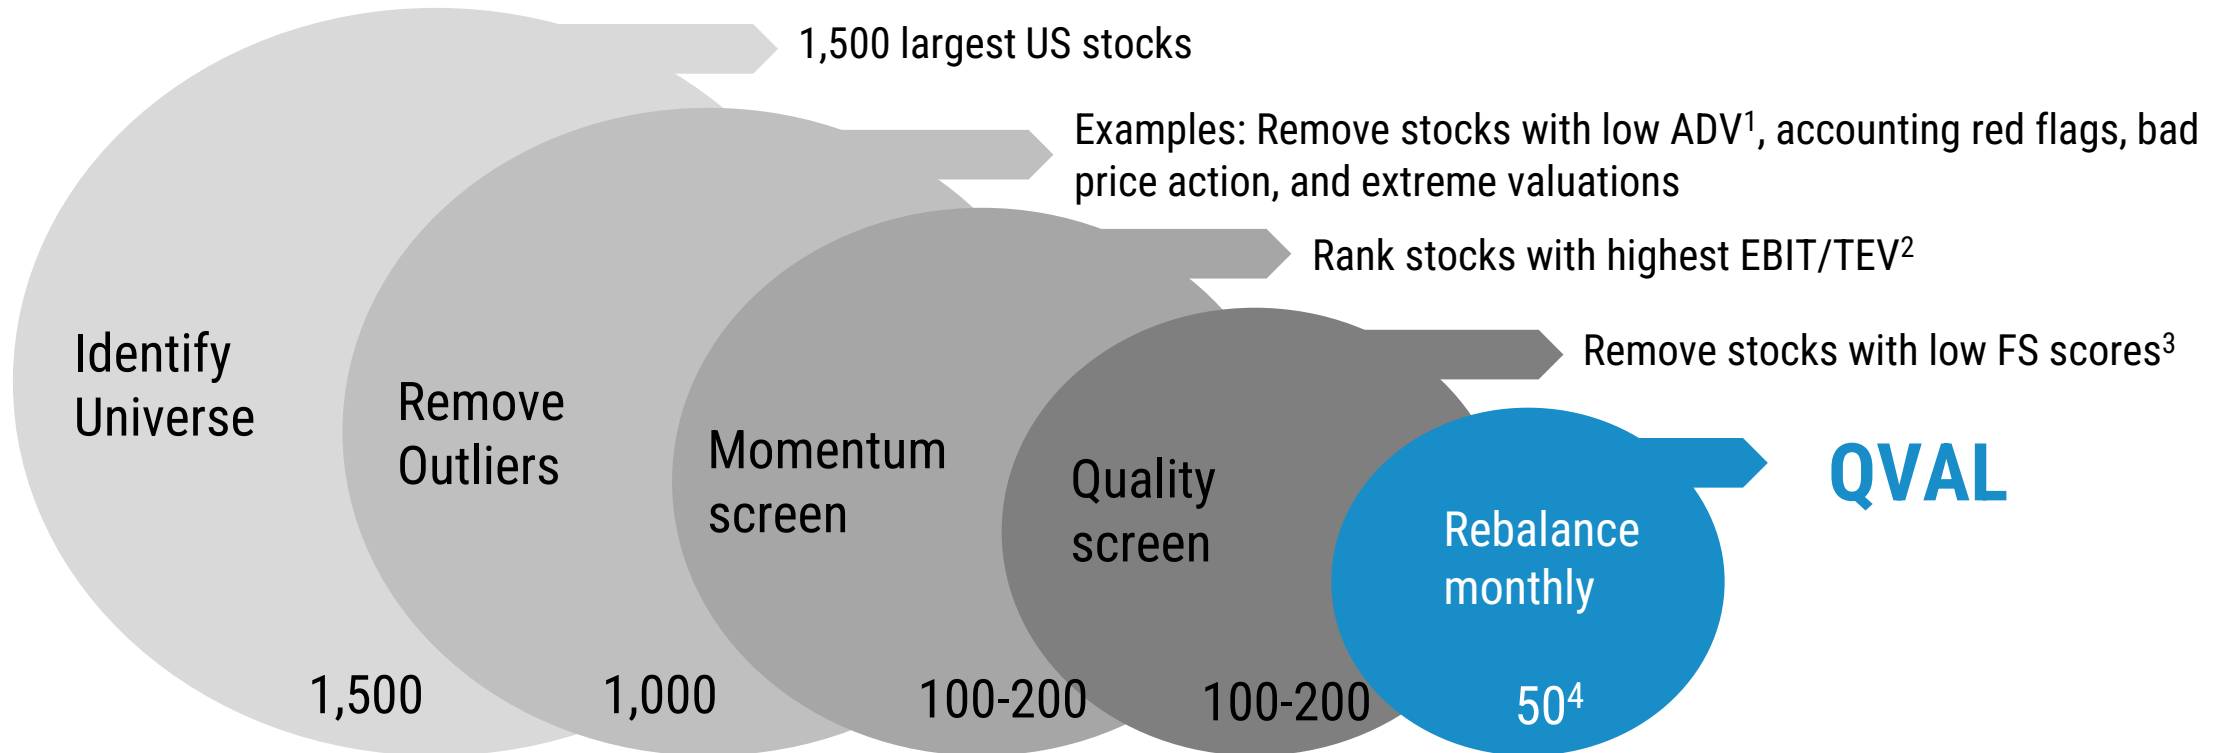 1,500 largest US stocks
Examples: Remove stocks with low ADV¹, accounting red flags, bad
price action, and extreme valuations
Rank stocks with highest EBIT/TEV²
Remove stocks with low FS scores³
Identify
Universe
Remove
Outliers
Momentum
screen
Quality
screen
QVAL
Rebalance
monthly
1,500
1,000
100-200
100-200
50⁴